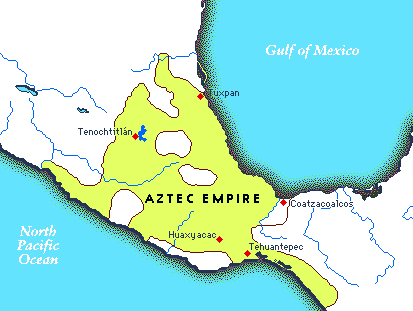 Gulf of Mexico
Tuxpan
Tenochtitlán
AZTEC EMPIRE
Coatzacoalcos
Huaxyacac
North
Pacific
Ocean
Tehuantepec